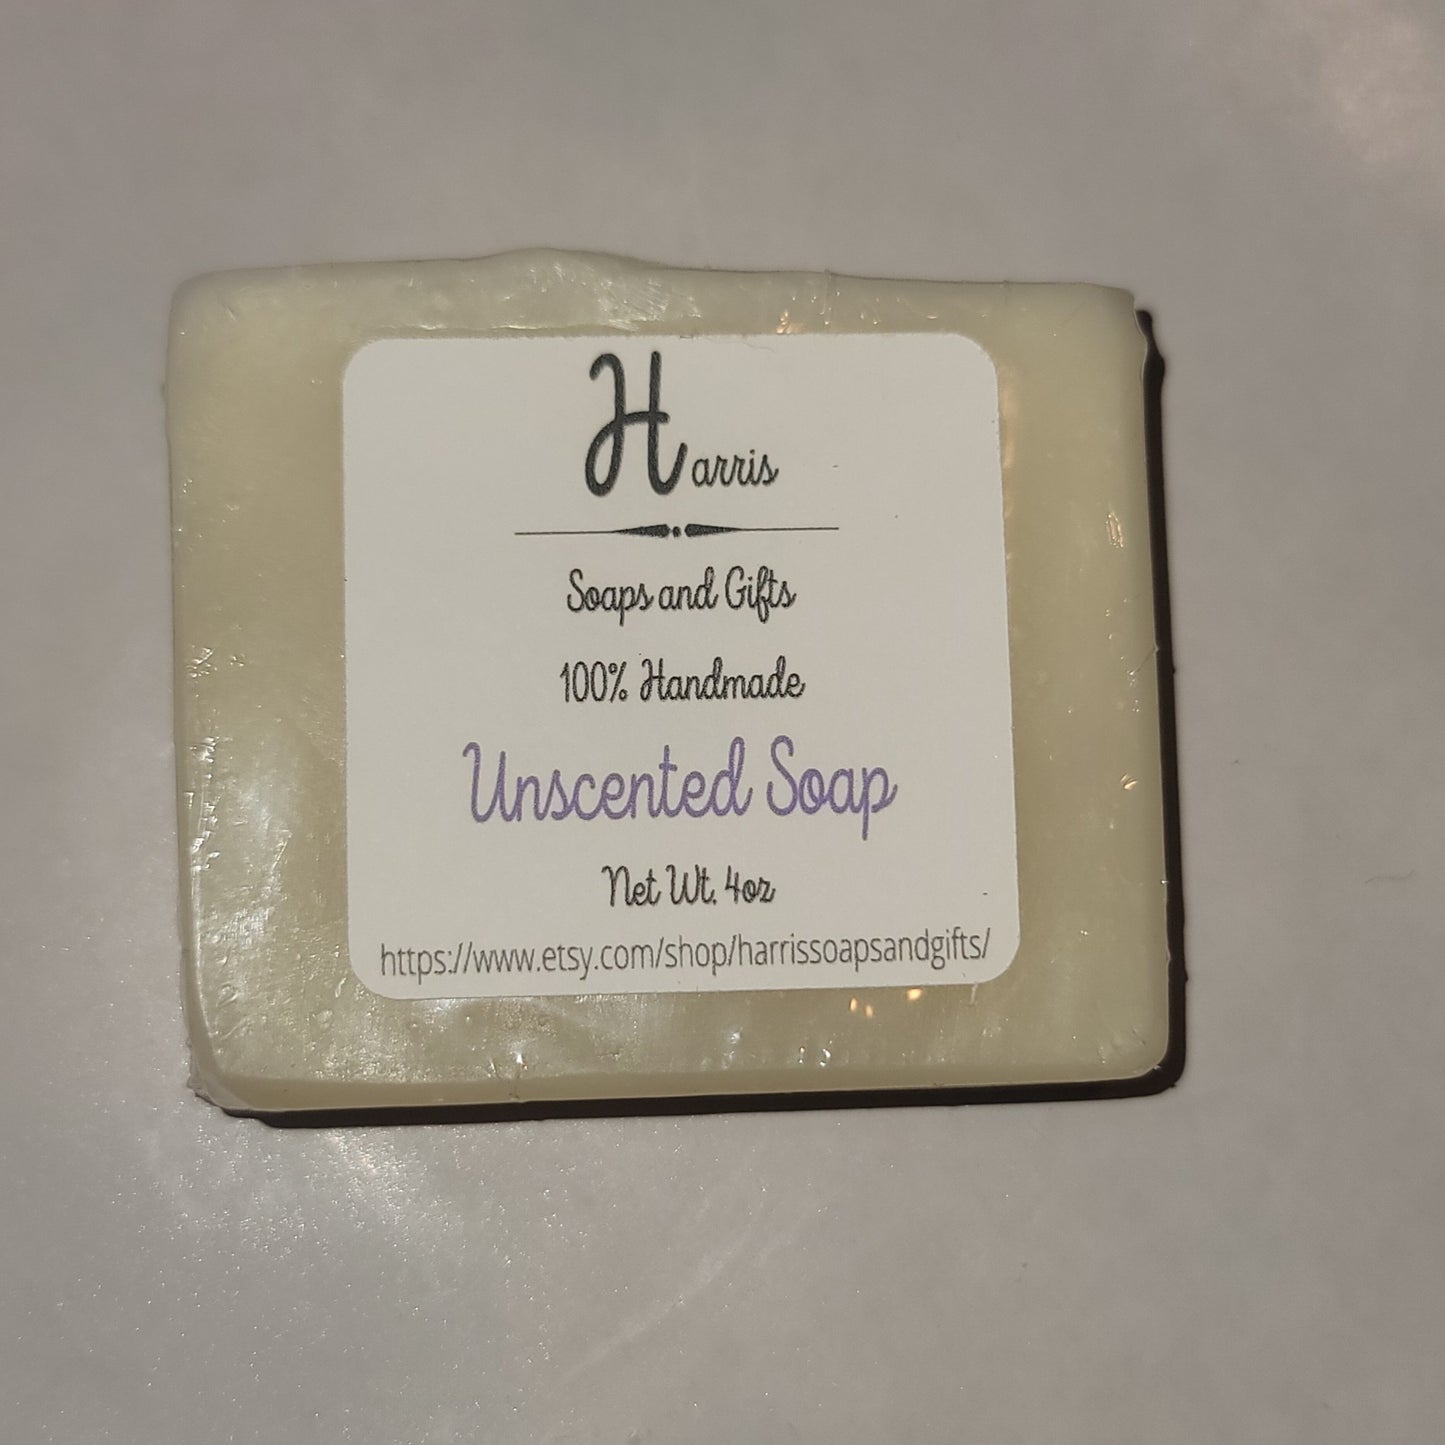 Harris
Soaps and Gifts
100% Handmade
Unscented Soap
Net Wt. 4oz
https://www.etsy.com/shop/harrissoapsandgifts/